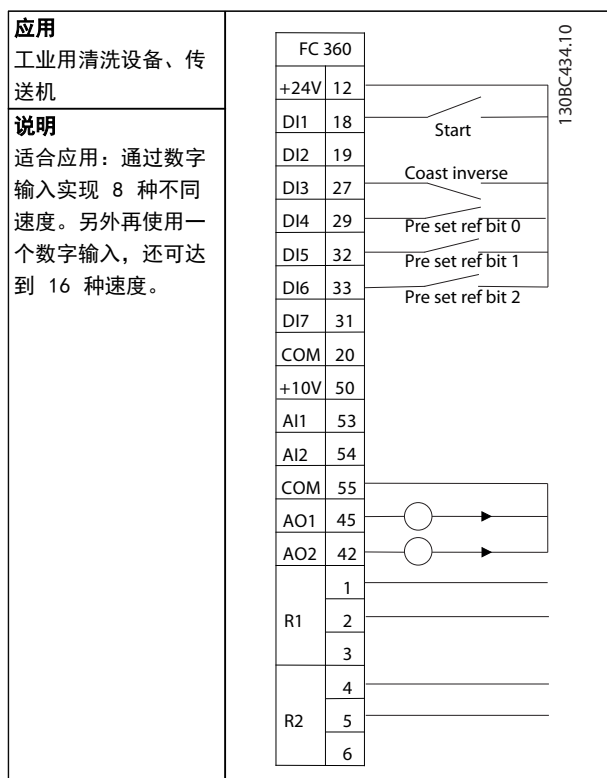 应用
工业用清洗设备、传
送机
说明
适合应用：通过数字
输入实现 8 种不同
速度。另外再使用一
个数字输入，还可达
到 16 种速度。
130BC434.10
FC 360
+24V 12
DI1 18 Start
DI2 19
DI3 27 Coast inverse
DI4 29 Pre set ref bit 0
DI5 32 Pre set ref bit 1
DI6 33 Pre set ref bit 2
DI7 31
COM 20
+10V 50
AI1 53
AI2 54
COM 55
AO1 45
AO2 42
1
R1 2
3
4
R2 5
6